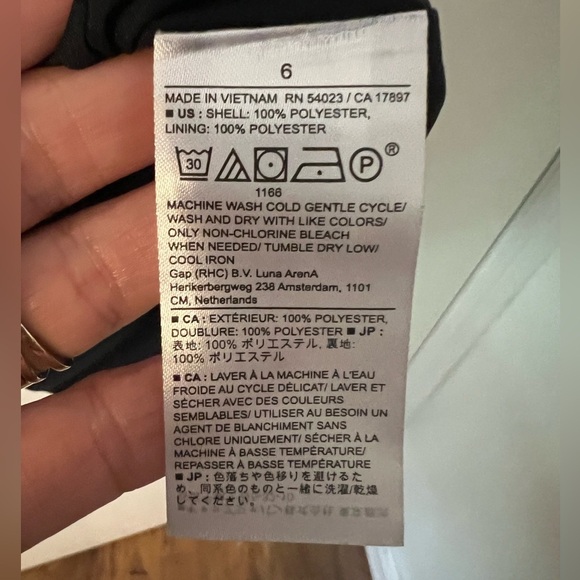 6
MADE IN VIETNAM RN 54023 / CA 17897
■ US : SHELL: 100% POLYESTER,
LINING: 100% POLYESTER
30 P ®
1166
MACHINE WASH COLD GENTLE CYCLE/
WASH AND DRY WITH LIKE COLORS/
ONLY NON-CHLORINE BLEACH
WHEN NEEDED/ TUMBLE DRY LOW/
COOL IRON
Gap (RHC) B.V. Luna ArenA
Herikerbergweg 238 Amsterdam, 1101
CM, Netherlands
■ CA : EXTÉRIEUR: 100% POLYESTER,
DOUBLURE: 100% POLYESTER ■ JP :
表地: 100% ポリエステル, 裏地:
100% ポリエステル
■ CA : LAVER À LA MACHINE À L'EAU
FROIDE AU CYCLE DÉLICAT/ LAVER ET
SÉCHER AVEC DES COULEURS
SEMBLABLES/ UTILISER AU BESOIN UN
AGENT DE BLANCHIMENT SANS
CHLORE UNIQUEMENT/ SÉCHER À LA
MACHINE À BASSE TEMPÉRATURE/
REPASSER À BASSE TEMPÉRATURE
■ JP : 色落ちや色移りを避けるた
め、同系色のものと一緒に洗濯/乾燥
してください。